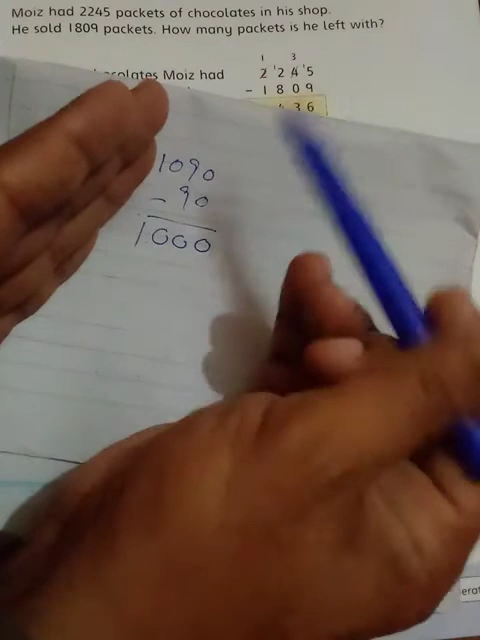 Moiz had 2245 packets of chocolates in his shop.
He sold 1809 packets. How many packets is he left with?
1 3
Moiz had
2 '2 4 '5
- 1 8 0 9
3 6
1090
- 90
1000